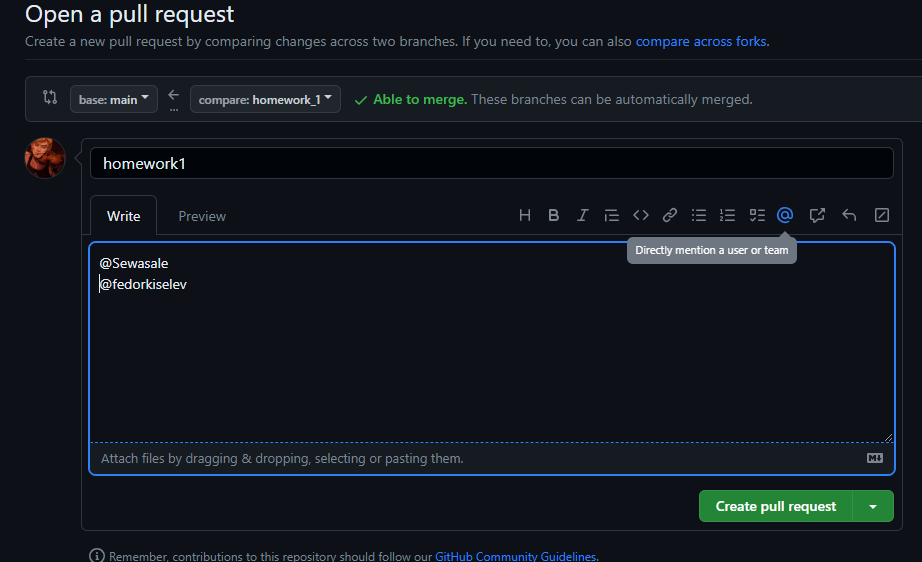 Open a pull request
Create a new pull request by comparing changes across two branches. If you need to, you can also compare across forks.
base: main
compare: homework_1
Able to merge. These branches can be automatically merged.
homework1
Write
Preview
Directly mention a user or team
@Sewasale
@fedorkiselev
Attach files by dragging & dropping, selecting or pasting them.
Create pull request
Remember, contributions to this repository should follow our GitHub Community Guidelines.